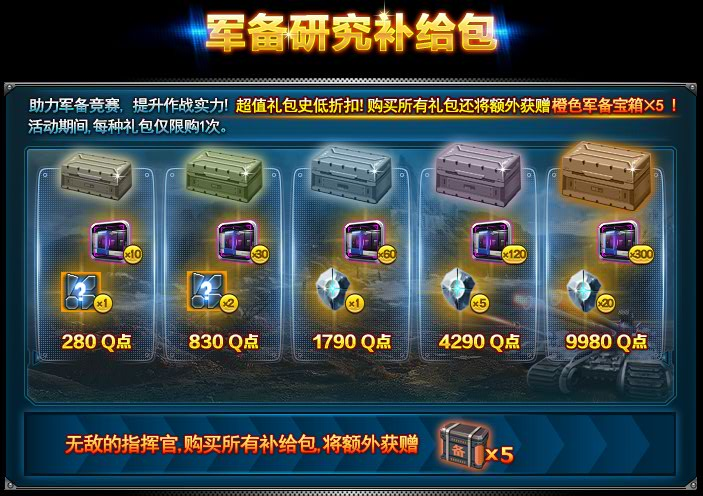 军备研究补给包
助力军备竞赛，提升作战实力！超值礼包史低折扣！购买所有礼包还将额外获赠橙色军备宝箱×5！
活动期间，每种礼包仅限购1次。
×10 ×30 ×60 ×120 ×300
? ×1 ? ×2 ×1 ×5 ×20
280 Q点 830 Q点 1790 Q点 4290 Q点 9980 Q点
无敌的指挥官，购买所有补给包，将额外获赠 备 ×5